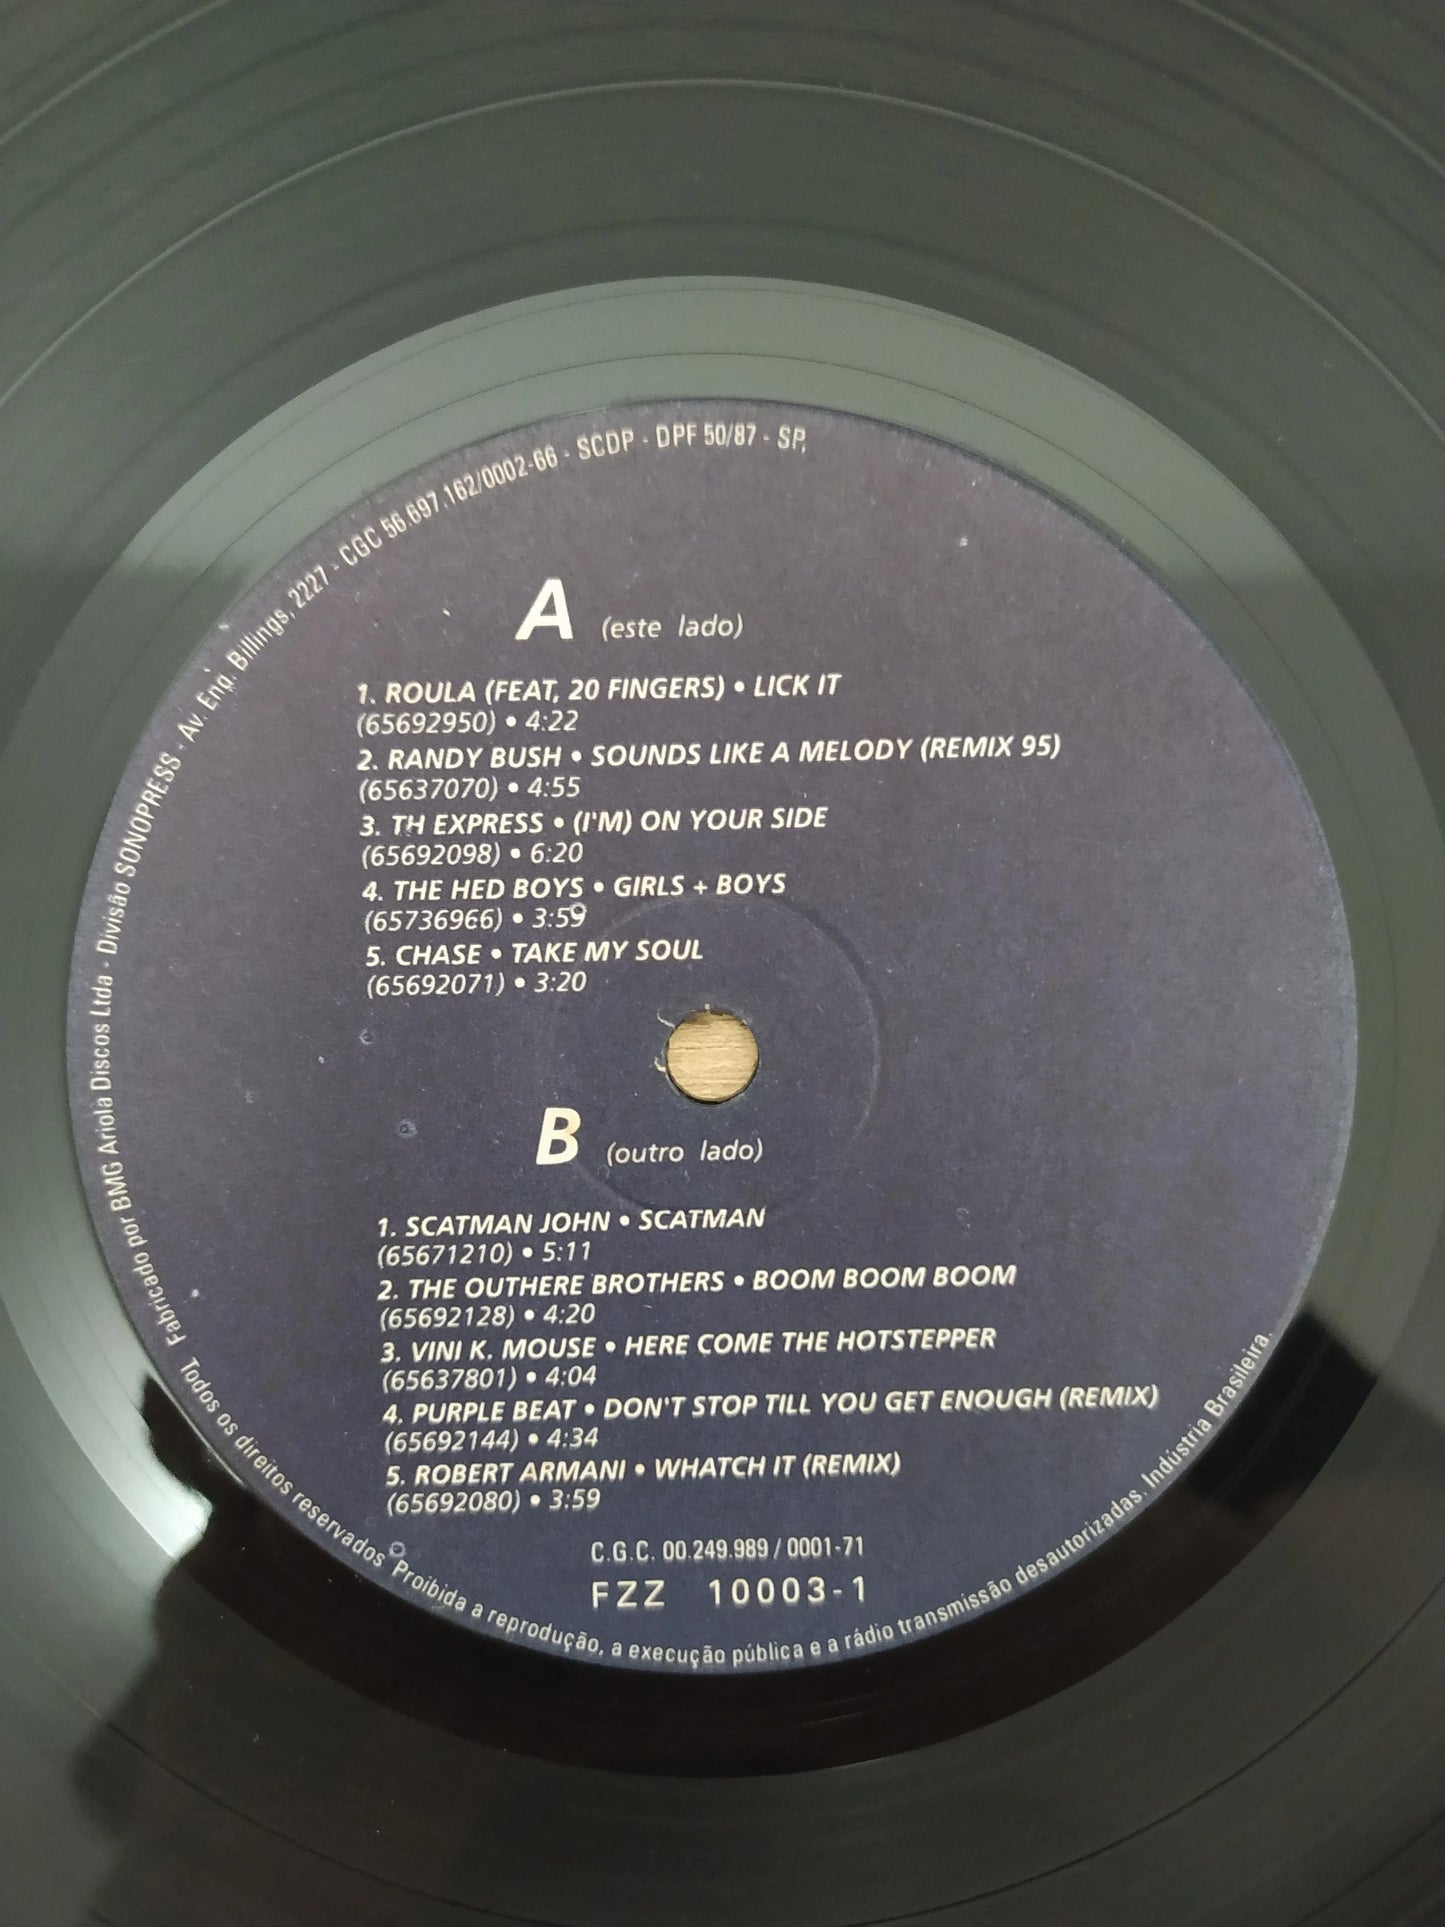 A (este lado)
1. ROULA (FEAT, 20 FINGERS) • LICK IT
(65692950) • 4:22
2. RANDY BUSH • SOUNDS LIKE A MELODY (REMIX 95)
(65637070) • 4:55
3. TH EXPRESS • (I'M) ON YOUR SIDE
(65692098) • 6:20
4. THE HED BOYS • GIRLS + BOYS
(65736966) • 3:59
5. CHASE • TAKE MY SOUL
(65692071) • 3:20
B (outro lado)
1. SCATMAN JOHN • SCATMAN
(65671210) • 5:11
2. THE OUTHERE BROTHERS • BOOM BOOM BOOM
(65692128) • 4:20
3. VINI K. MOUSE • HERE COME THE HOTSTEPPER
(65637801) • 4:04
4. PURPLE BEAT • DON'T STOP TILL YOU GET ENOUGH (REMIX)
(65692144) • 4:34
5. ROBERT ARMANI • WHATCH IT (REMIX)
(65692080) • 3:59
C.G.C. 00.249.989 / 0001-71
FZZ 10003-1
Fabricado por BMG Ariola Discos Ltda - Divisão SONOPRESS - Av. Eng. Billings, 2227 - CGC 56.697.162/0002-66 - SCDP - DPF 50/87 - SP,
Todos os direitos reservados Proibida a reprodução, a execução pública e a rádio transmissão desautorizadas. Indústria Brasileira.